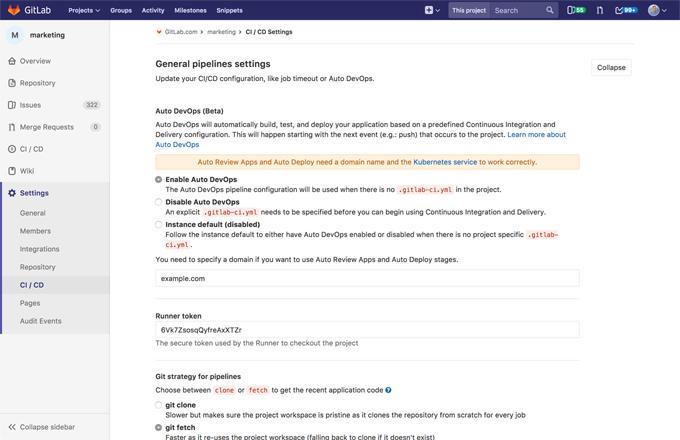 GitLab Projects Groups Activity Milestones Snippets This project Search 55 99+
M marketing
GitLab.com > marketing > CI / CD Settings
Overview
Repository
Issues 322
Merge Requests 0
CI / CD
Wiki
Settings
General
Members
Integrations
Repository
CI / CD
Pages
Audit Events
Collapse sidebar
General pipelines settings
Collapse
Update your CI/CD configuration, like job timeout or Auto DevOps.
Auto DevOps (Beta)
Auto DevOps will automatically build, test, and deploy your application based on a predefined Continuous Integration and
Delivery configuration. This will happen starting with the next event (e.g.: push) that occurs to the project. Learn more about
Auto DevOps
Auto Review Apps and Auto Deploy need a domain name and the Kubernetes service to work correctly.
Enable Auto DevOps
The Auto DevOps pipeline configuration will be used when there is no .gitlab-ci.yml in the project.
Disable Auto DevOps
An explicit .gitlab-ci.yml needs to be specified before you can begin using Continuous Integration and Delivery.
Instance default (disabled)
Follow the instance default to either have Auto DevOps enabled or disabled when there is no project specific .gitlab-
ci.yml.
You need to specify a domain if you want to use Auto Review Apps and Auto Deploy stages.
example.com
Runner token
6Vk7ZsosqQyfreAxXTZr
The secure token used by the Runner to checkout the project
Git strategy for pipelines
Choose between clone or fetch to get the recent application code ?
git clone
Slower but makes sure the project workspace is pristine as it clones the repository from scratch for every job
git fetch
Faster as it re-uses the project workspace (falling back to clone if it doesn't exist)